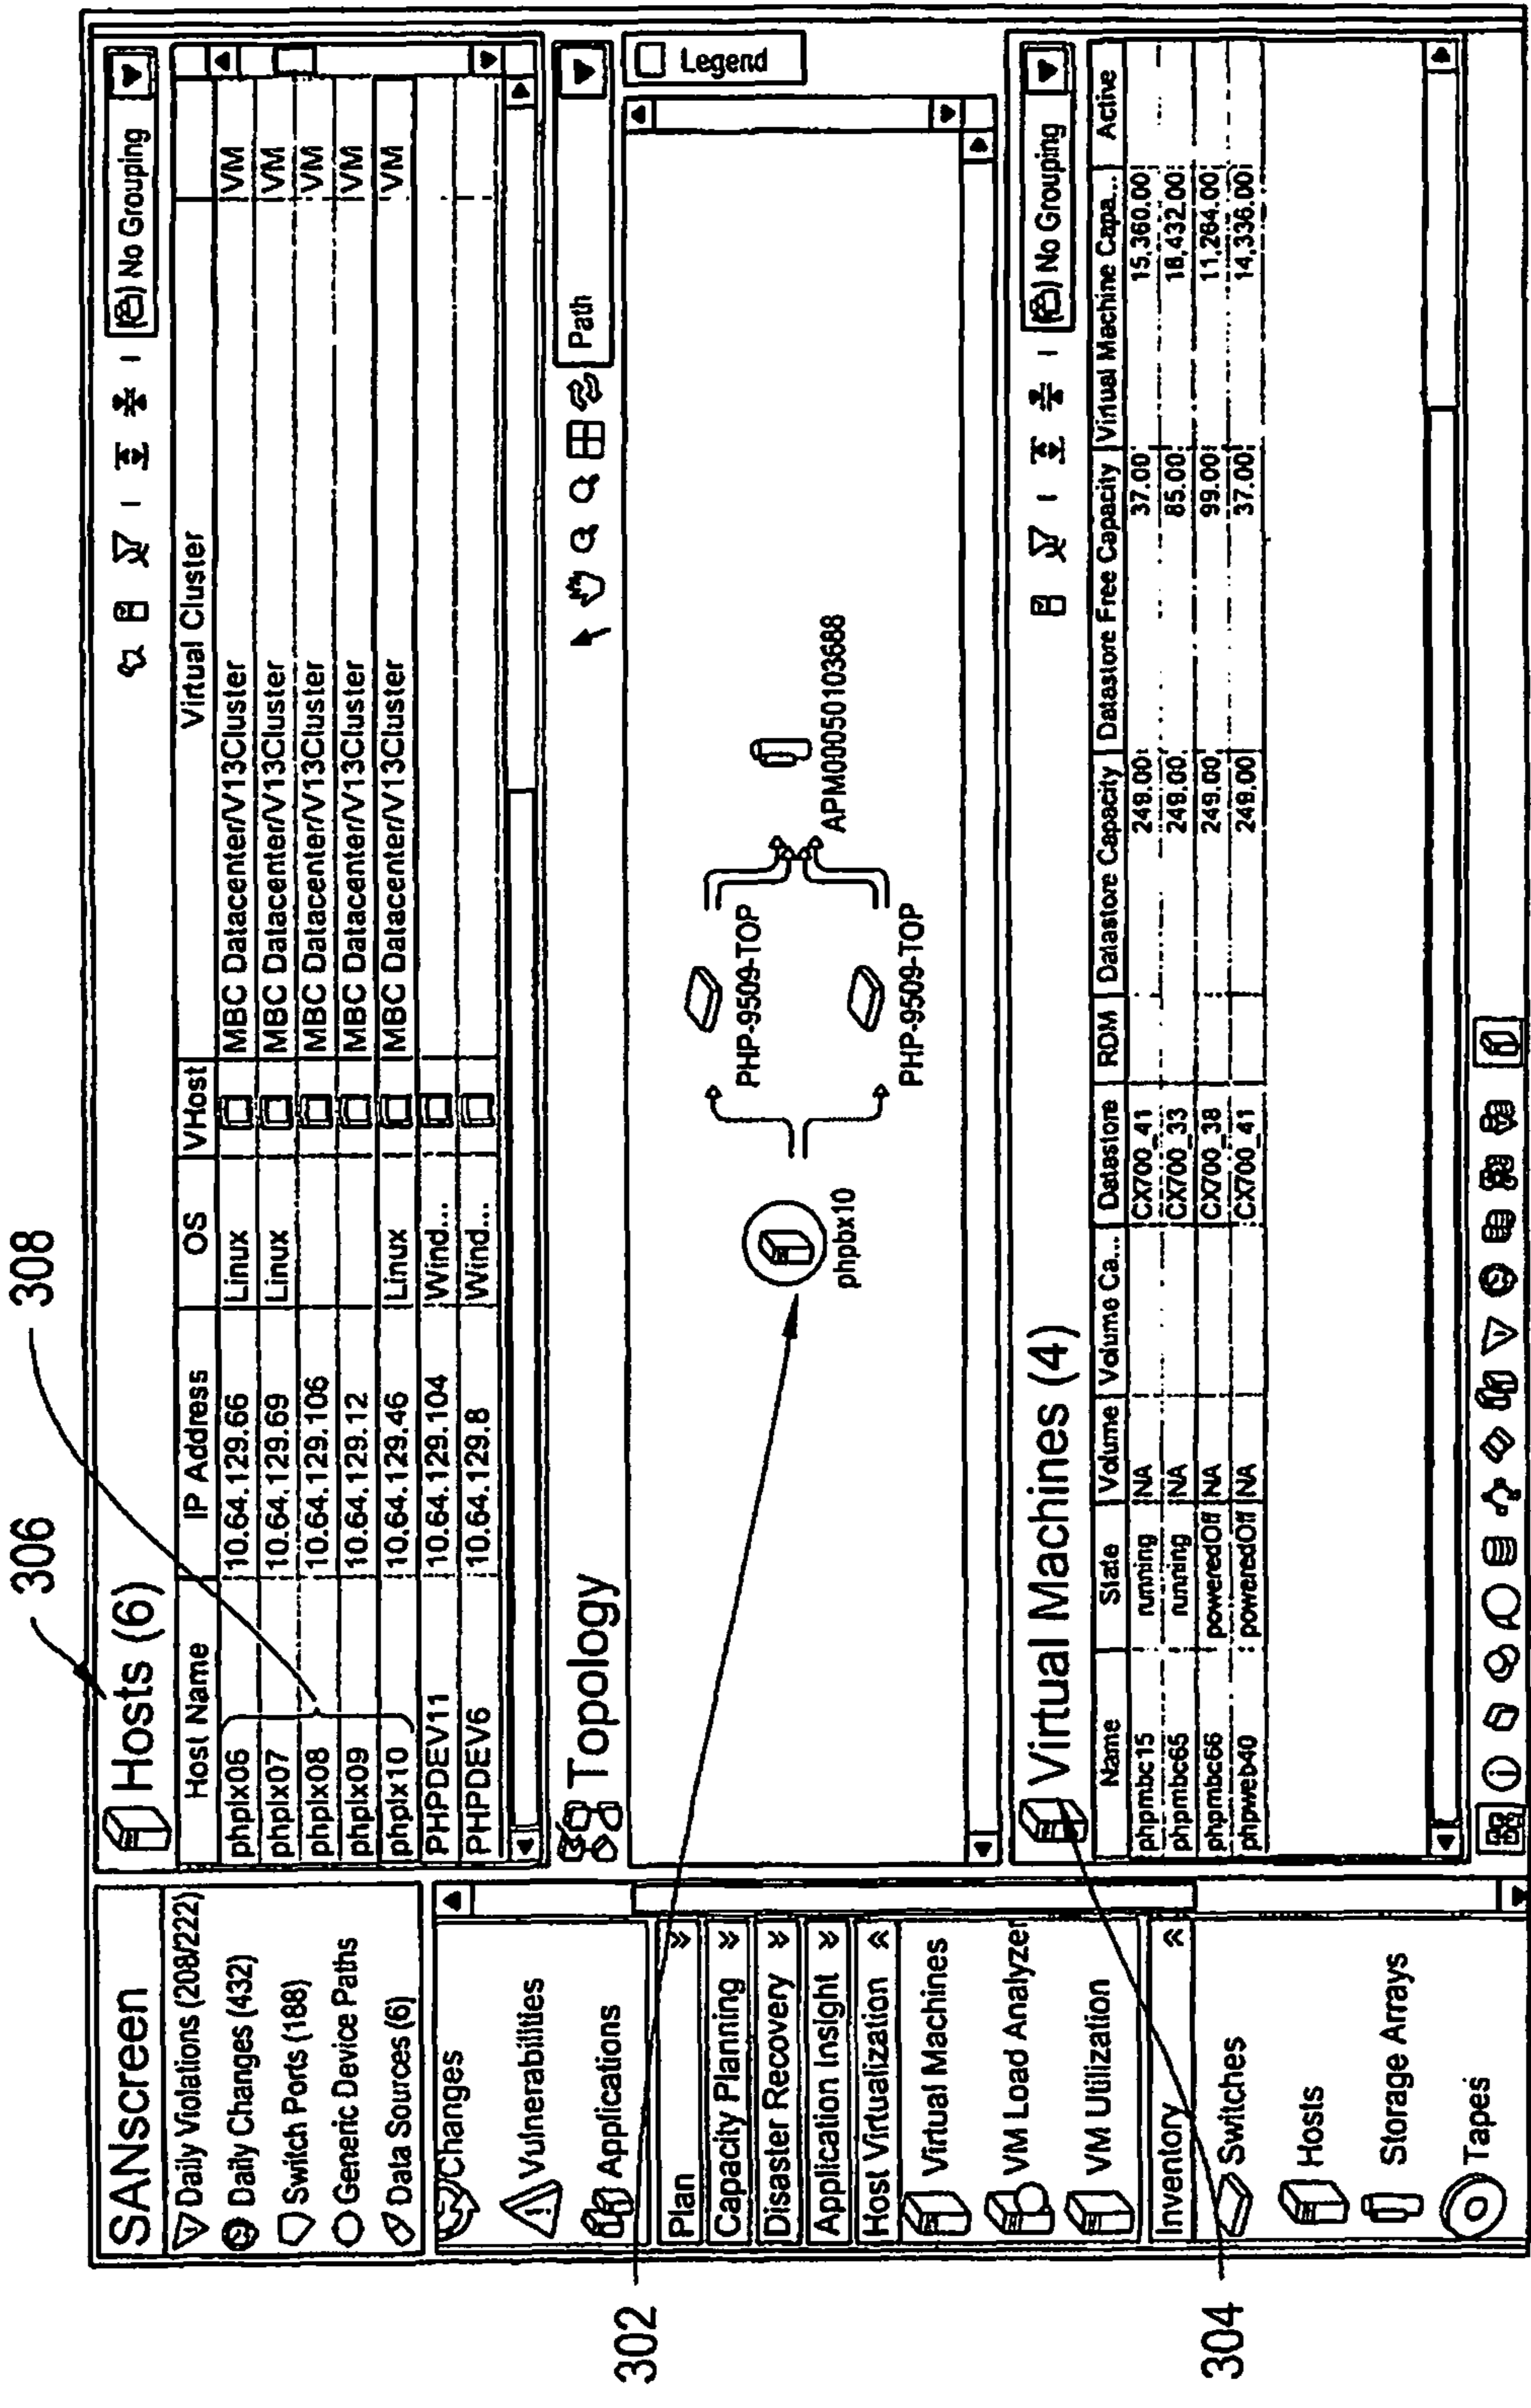 306
308
SANscreen
Daily Violations (208/222)
Daily Changes (432)
Switch Ports (188)
Generic Device Paths
Data Sources (6)
Changes
Vulnerabilities
Applications
Plan
Capacity Planning
Disaster Recovery
Application Insight
Host Virtualization
Virtual Machines
VM Load Analyzer
VM Utilization
Inventory
Switches
Hosts
Storage Arrays
Tapes
Hosts (6)
No Grouping
Host Name IP Address OS VHost Virtual Cluster
phplx06 10.64.129.66 Linux MBC Datacenter/V13Cluster VM
phplx07 10.64.129.69 Linux MBC Datacenter/V13Cluster VM
phplx08 10.64.129.106 MBC Datacenter/V13Cluster VM
phplx09 10.64.129.12 MBC Datacenter/V13Cluster VM
phplx10 10.64.129.46 Linux MBC Datacenter/V13Cluster VM
PHPDEV11 10.64.129.104 Wind...
PHPDEV6 10.64.129.8 Wind...
Topology
Path
Legend
phpbx10
PHP-9509-TOP
PHP-9509-TOP
APM00050103688
Virtual Machines (4)
No Grouping
Name State Volume Volume Ca... Datastore RDM Datastore Capacity Datastore Free Capacity Virtual Machine Capa... Active
phpmbc15 running NA CX700_41 249.00 37.00 15,360.00
phpmbc65 running NA CX700_33 249.00 85.00 18,432.00
phpmbc66 poweredOff NA CX700_38 249.00 99.00 11,264.00
phpweb40 poweredOff NA CX700_41 249.00 37.00 14,336.00
302
304